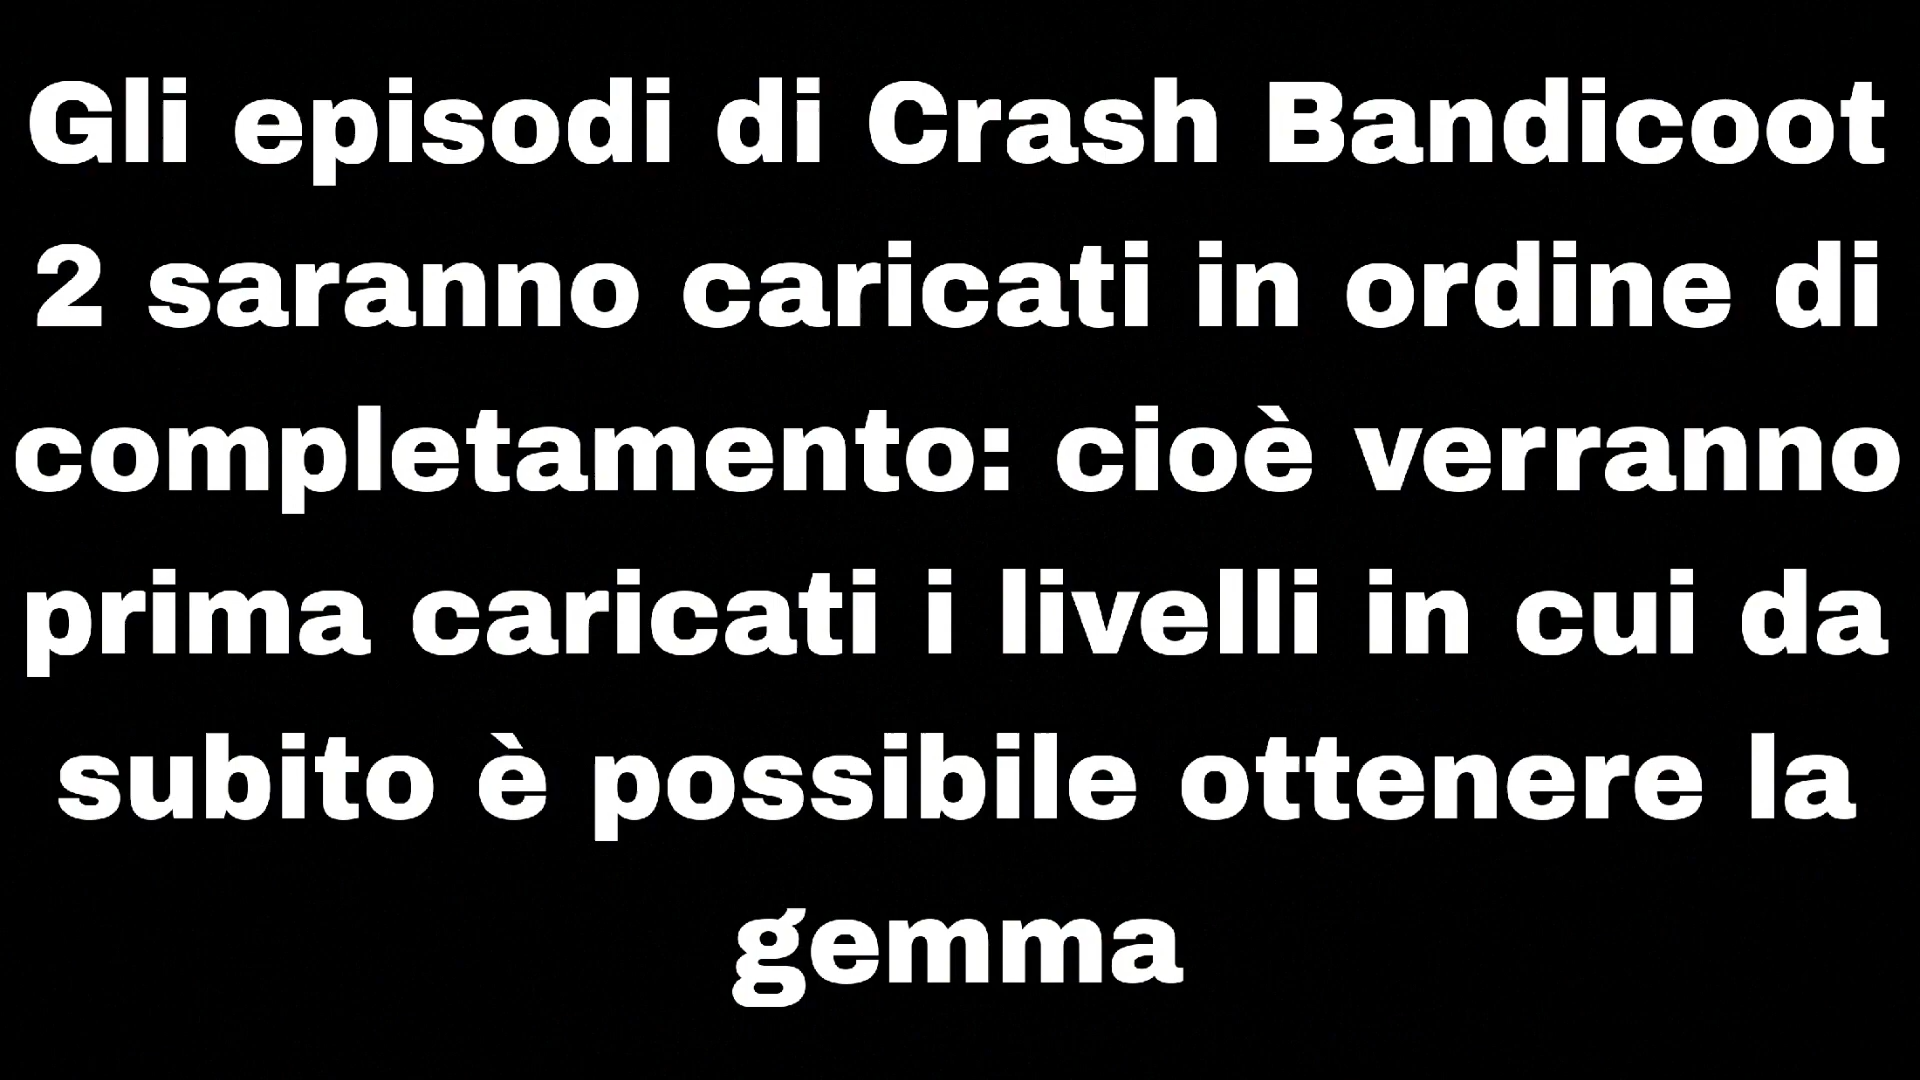 Gli episodi di Crash Bandicoot
2 saranno caricati in ordine di
completamento: cioè verranno
prima caricati i livelli in cui da
subito è possibile ottenere la
gemma